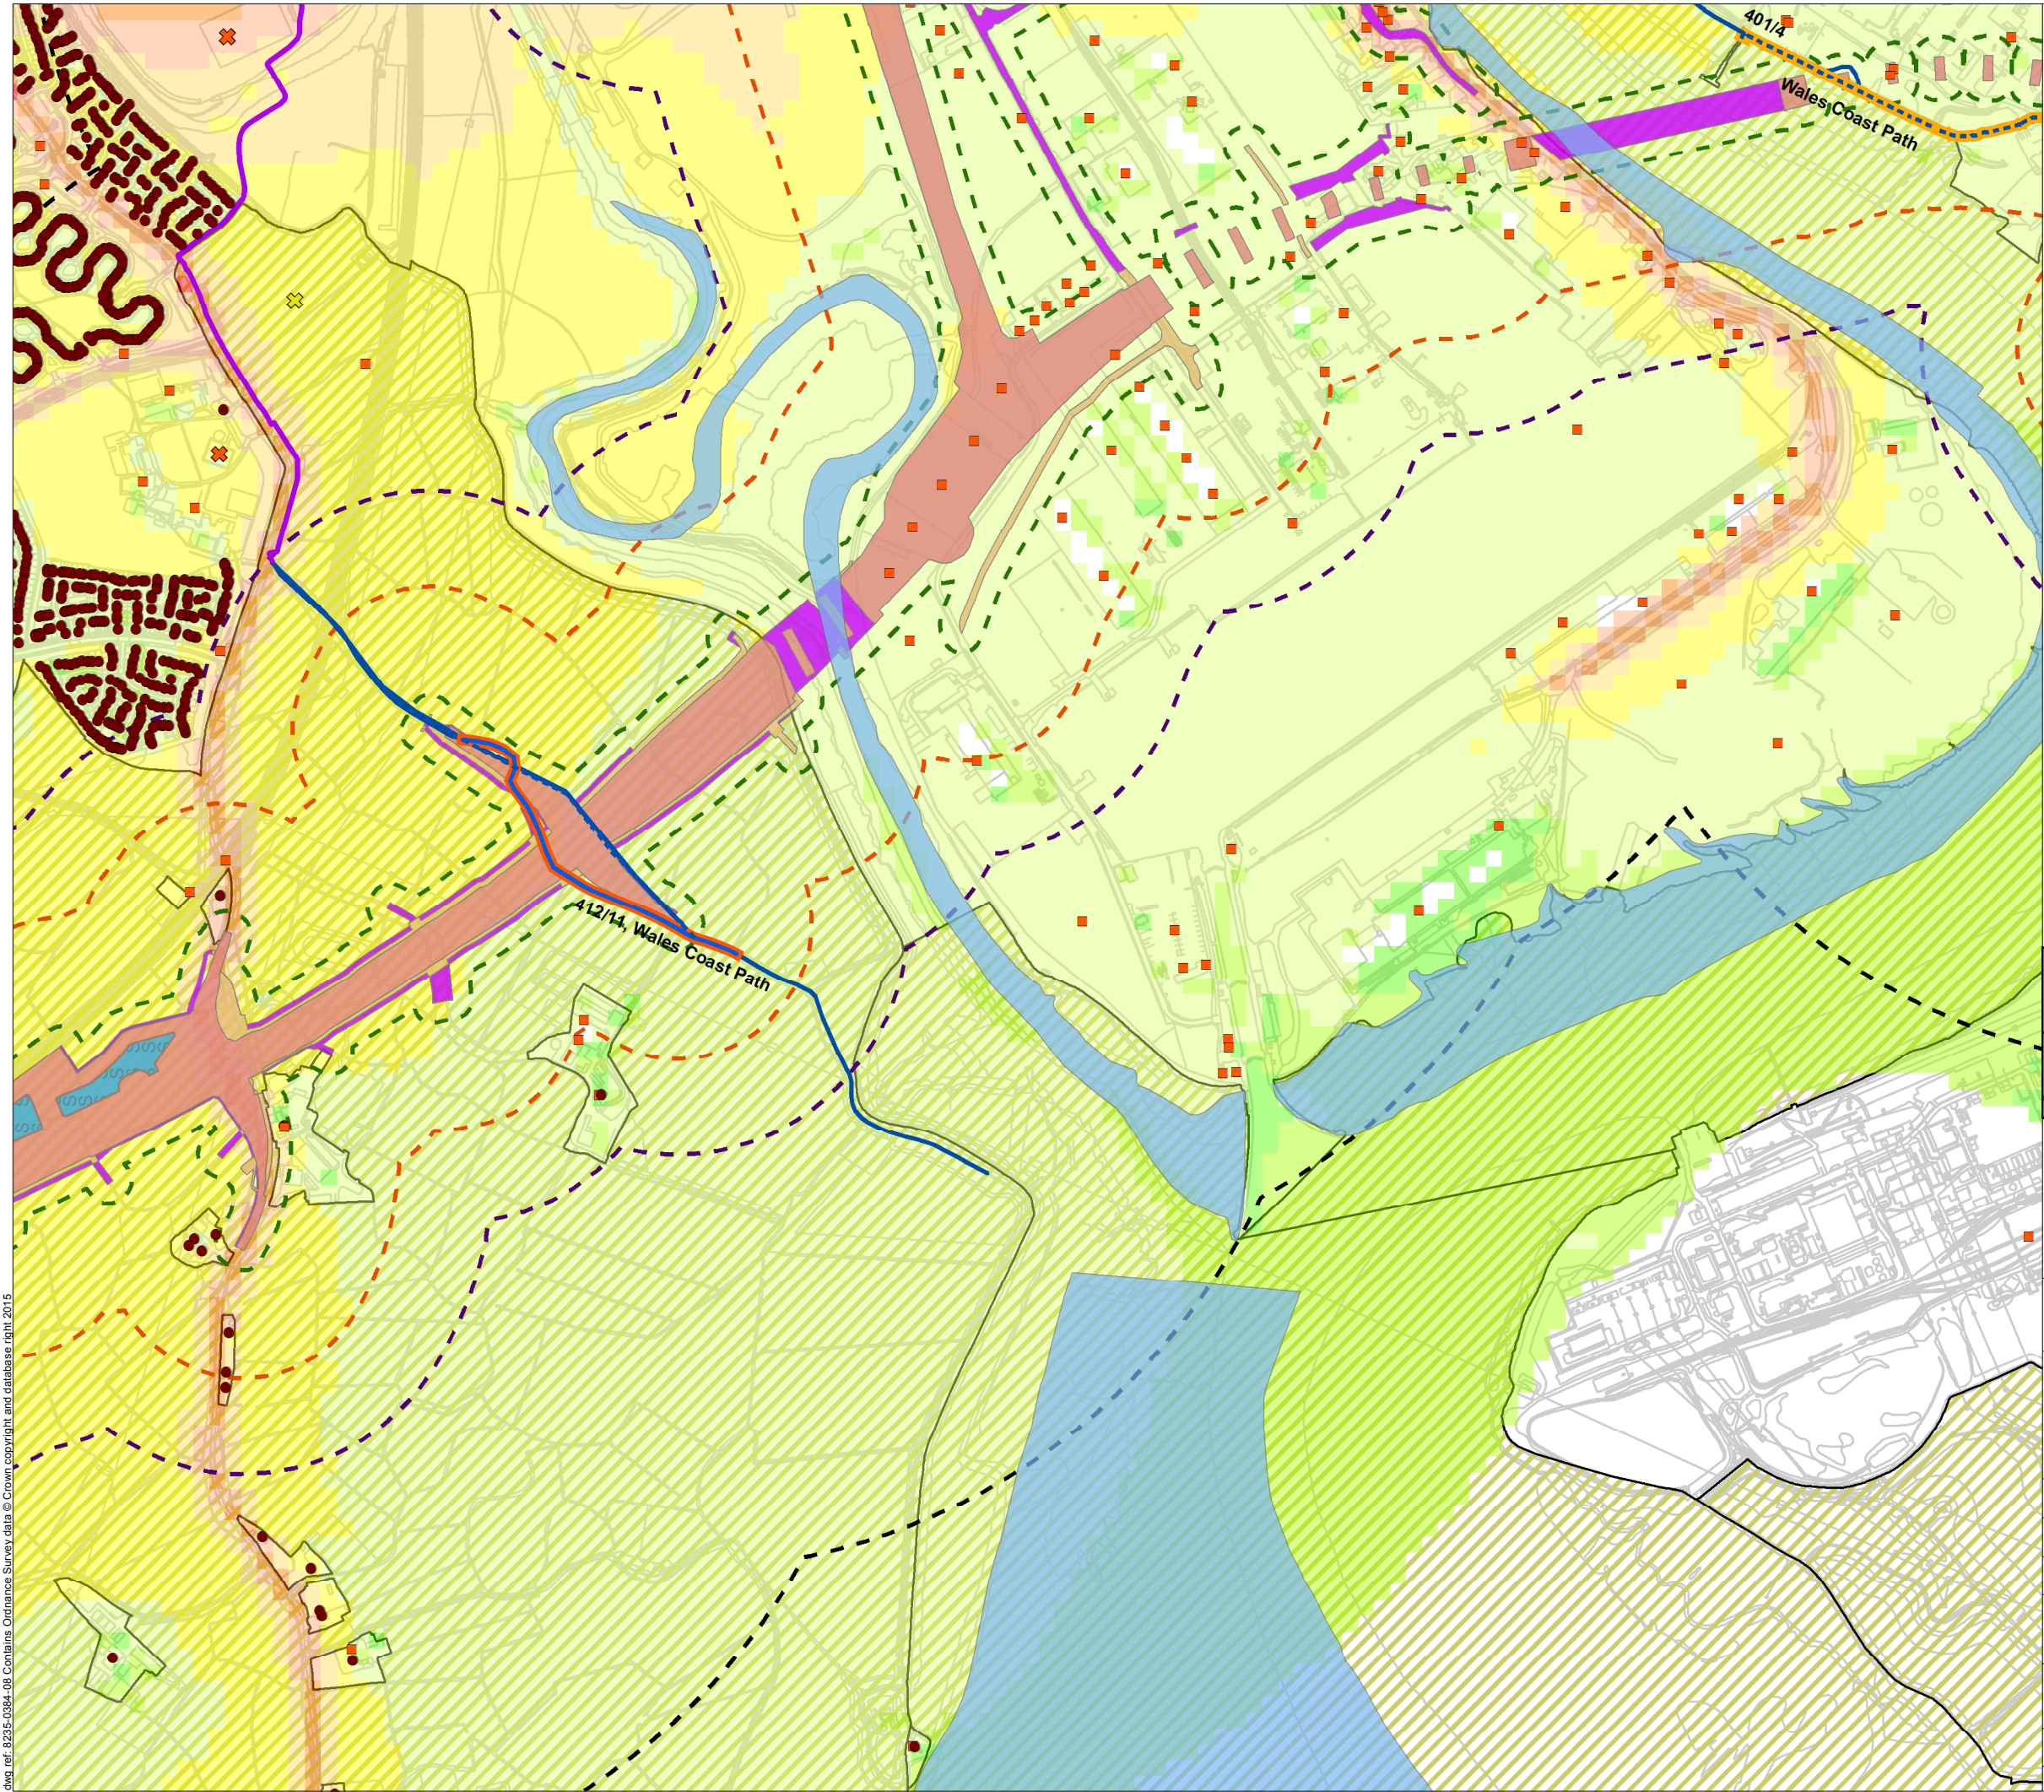 401/4
Wales Coast Path
412/11, Wales Coast Path
dwg ref: 8235-0384-08 Contains Ordnance Survey data © Crown copyright and database right 2015